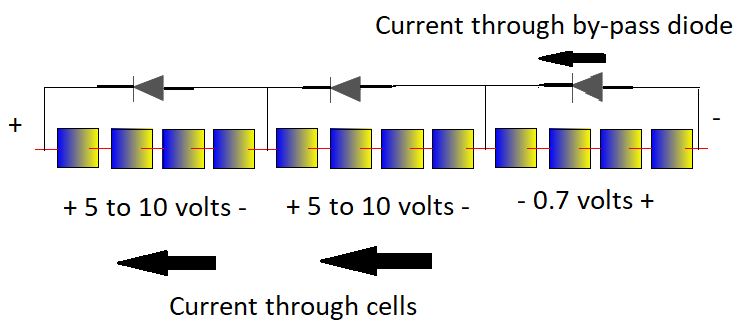 Current through by-pass diode
+ -
+ 5 to 10 volts - + 5 to 10 volts - - 0.7 volts +
Current through cells